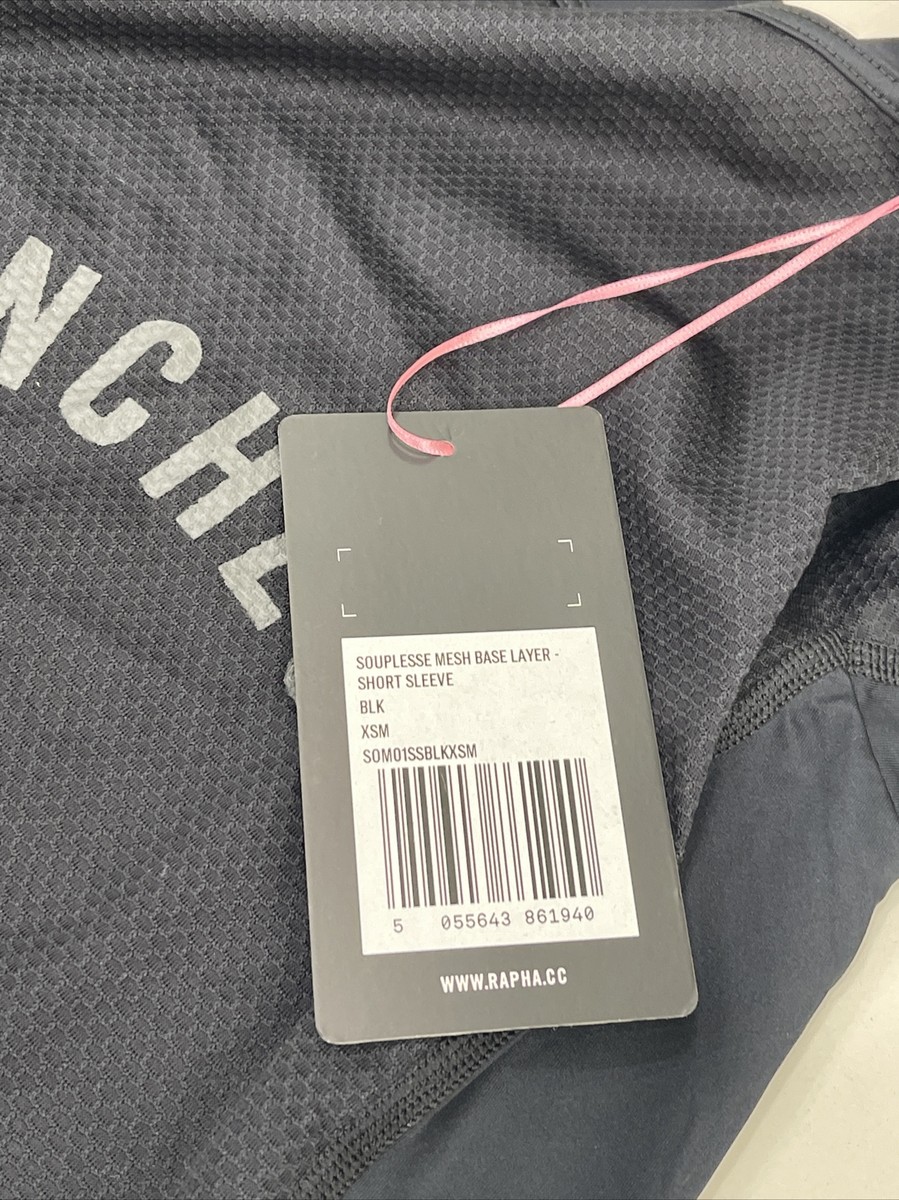 NCHE
SOUPLESSE MESH BASE LAYER -
SHORT SLEEVE
BLK
XSM
SOM01SSBLKXSM
5 055643 861940
WWW.RAPHA.CC